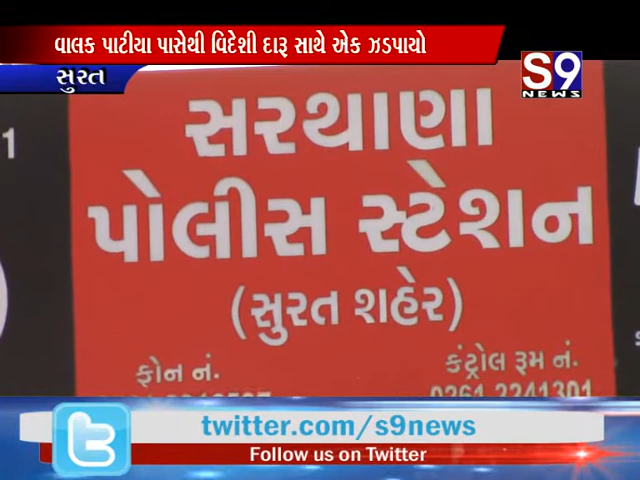 વાલક પાટીયા પાસેથી વિદેશી દારૂ સાથે એક ઝડપાયો
સુરત
S9
NEWS
1
સરથાણા
પોલીસ સ્ટેશન
(સુરત શહેર)
ફોન નં.
કંટ્રોલ રૂમ નં.
0261 2241301
twitter.com/s9news
Follow us on Twitter